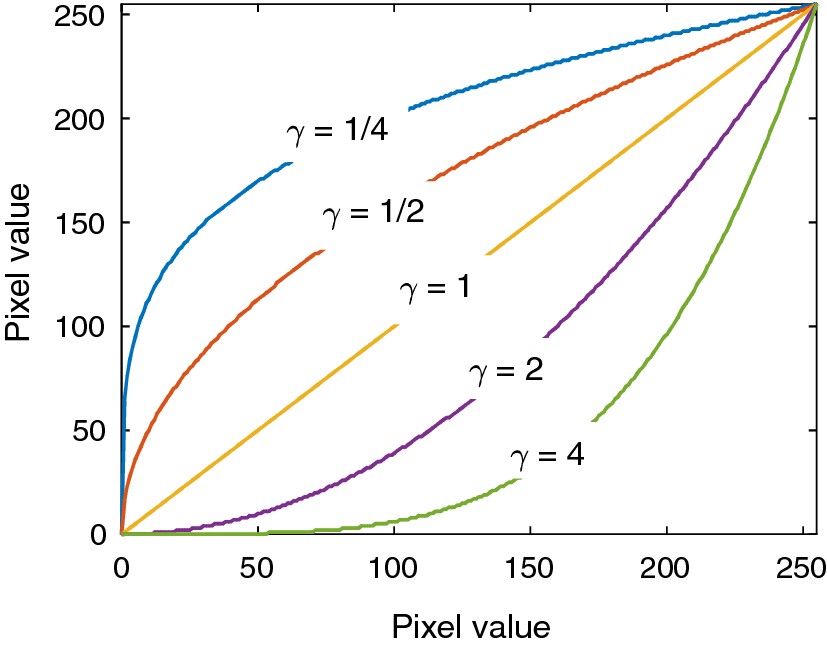 250
200
150
100
50
0
Pixel value
γ = 1/4
γ = 1/2
γ = 1
γ = 2
γ = 4
0 50 100 150 200 250
Pixel value